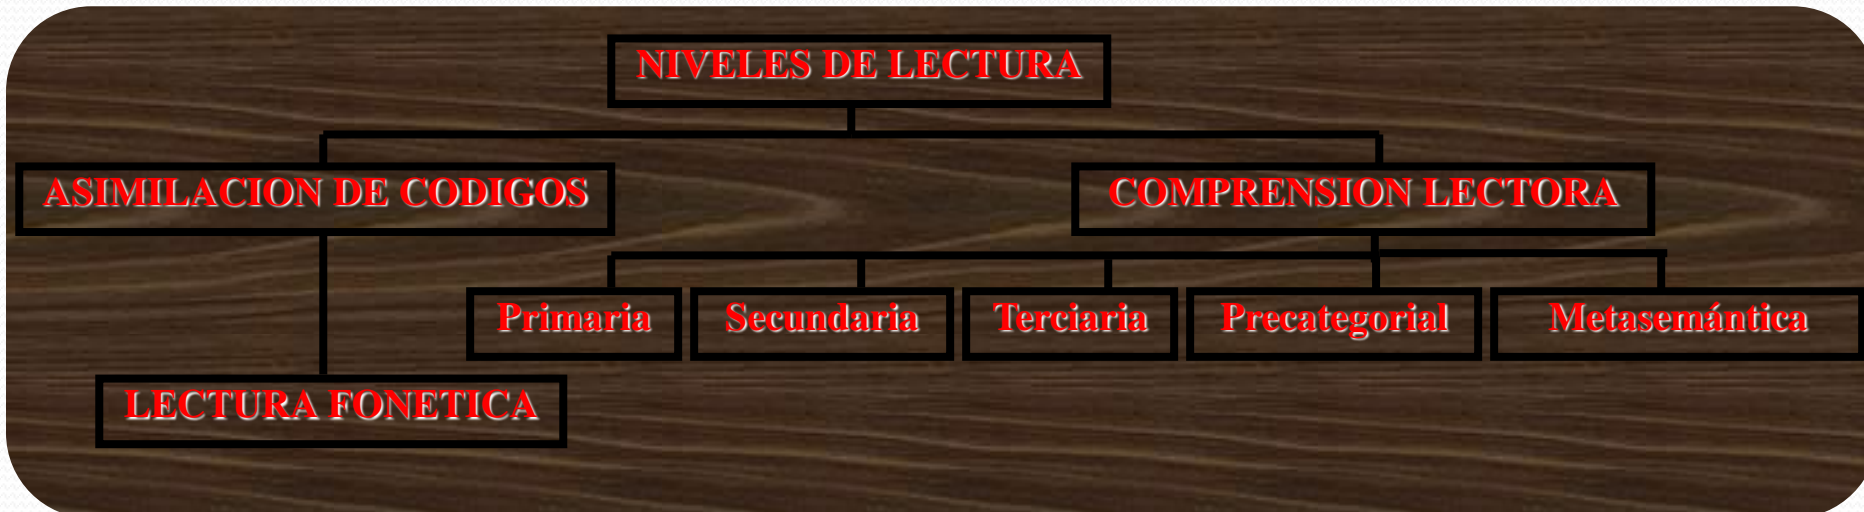 NIVELES DE LECTURA
ASIMILACION DE CODIGOS
COMPRENSION LECTORA
Primaria
Secundaria
Terciaria
Precategorial
Metasemántica
LECTURA FONETICA